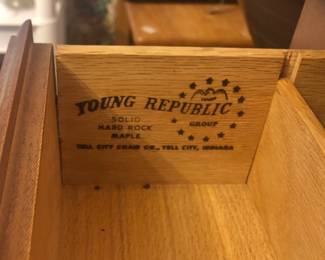 YOUNG REPUBLIC
SOLID
HARD ROCK
MAPLE
GROUP
TELL CITY CHAIR CO., TELL CITY, INDIANA